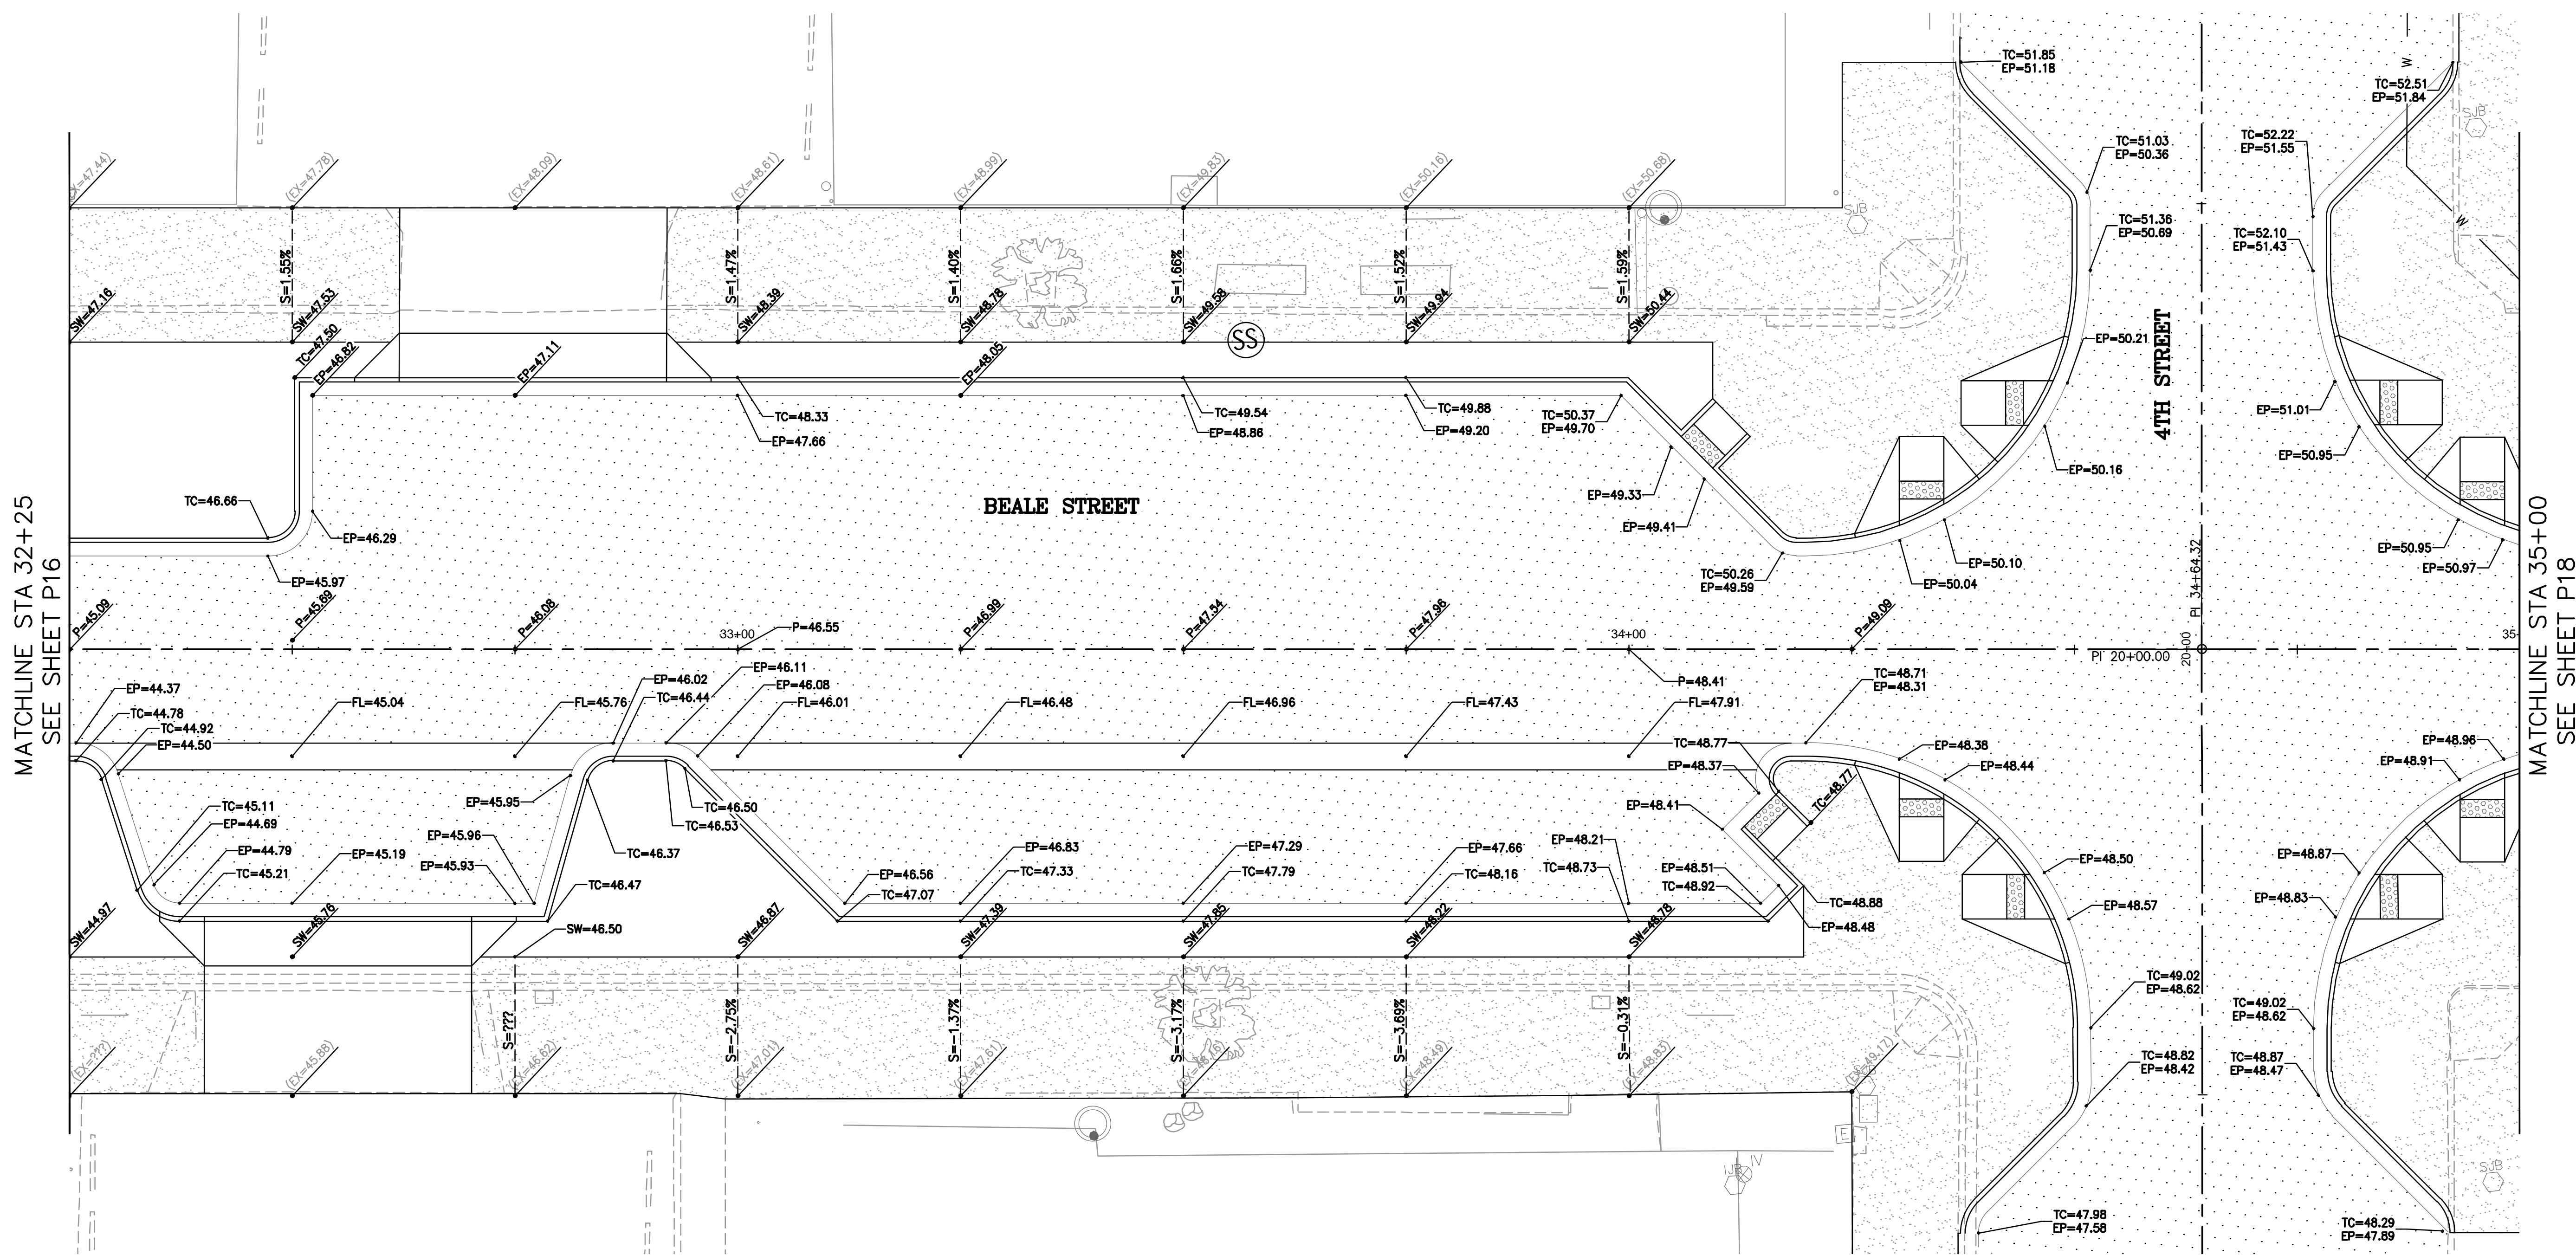 TC=51.85
EP=51.18
TC=52.51
EP=51.84
W
SJB
TC=51.03
EP=50.36
TC=52.22
EP=51.55
(EX=47.44)
(EX=47.78)
(EX=48.09)
(EX=48.61)
(EX=48.99)
(EX=49.83)
(EX=50.16)
(EX=50.68)
SJB
TC=51.36
EP=50.69
TC=52.10
EP=51.43
W
S=1.55%
S=1.47%
S=1.40%
S=1.66%
S=1.52%
S=1.59%
SW=47.16
SW=47.53
SW=48.39
SW=48.78
SW=49.58
SW=49.94
SW=50.44
SS
TC=47.50
EP=46.82
EP=47.11
EP=48.05
EP=50.21
4TH STREET
TC=48.33
EP=47.66
TC=49.54
EP=48.86
TC=49.88
EP=49.20
TC=50.37
EP=49.70
EP=51.01
EP=50.95
EP=50.16
EP=49.33
EP=49.41
TC=46.66
BEALE STREET
EP=46.29
EP=45.97
EP=50.10
EP=50.04
TC=50.26
EP=49.59
EP=50.95
EP=50.97
MATCHLINE STA 32+25
SEE SHEET P16
MATCHLINE STA 35+00
SEE SHEET P18
PI 34+64.32
P=45.09
P=45.69
P=46.08
33+00
P=46.55
P=46.99
P=47.54
P=47.96
34+00
P=49.09
35
PI 20+00.00
20+00
P=48.41
EP=44.37
TC=44.78
TC=44.92
EP=44.50
FL=45.04
FL=45.76
EP=46.02
TC=46.44
EP=46.11
EP=46.08
FL=46.01
FL=46.48
FL=46.96
FL=47.43
FL=47.91
TC=48.71
EP=48.31
TC=48.77
EP=48.37
EP=48.38
EP=48.44
EP=48.96
EP=48.91
TC=45.11
EP=44.69
EP=44.79
TC=45.21
EP=45.19
EP=45.95
EP=45.96
EP=45.93
TC=46.50
TC=46.53
TC=46.37
TC=46.47
EP=46.56
TC=47.07
EP=46.83
TC=47.33
EP=47.29
TC=47.79
EP=47.66
TC=48.16
EP=48.41
EP=48.21
TC=48.73
EP=48.51
TC=48.92
TC=48.77
TC=48.88
EP=48.48
EP=48.50
EP=48.57
EP=48.87
EP=48.83
SW=44.97
SW=45.76
SW=46.50
SW=46.87
SW=47.39
SW=47.85
SW=48.22
SW=48.78
S=???
S=-2.75%
S=-1.37%
S=-3.17%
S=-3.69%
S=-0.31%
TC=49.02
EP=48.62
TC=49.02
EP=48.62
(EX=???)
(EX=45.88)
(EX=46.62)
(EX=47.01)
(EX=47.61)
(EX=48.49)
(EX=48.83)
(EX=49.17)
TC=48.82
EP=48.42
TC=48.87
EP=48.47
E
IJB
IV
SJB
TC=47.98
EP=47.58
TC=48.29
EP=47.89